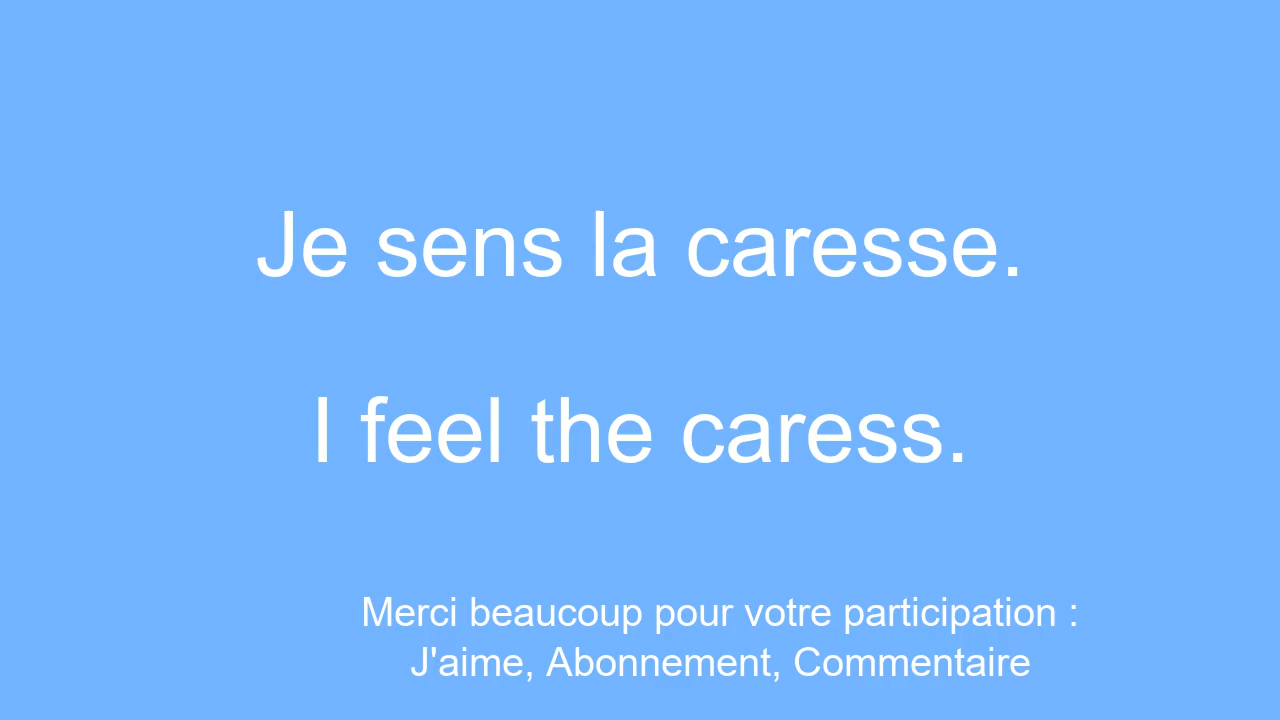 Je sens la caresse.
I feel the caress.
Merci beaucoup pour votre participation :
J'aime, Abonnement, Commentaire